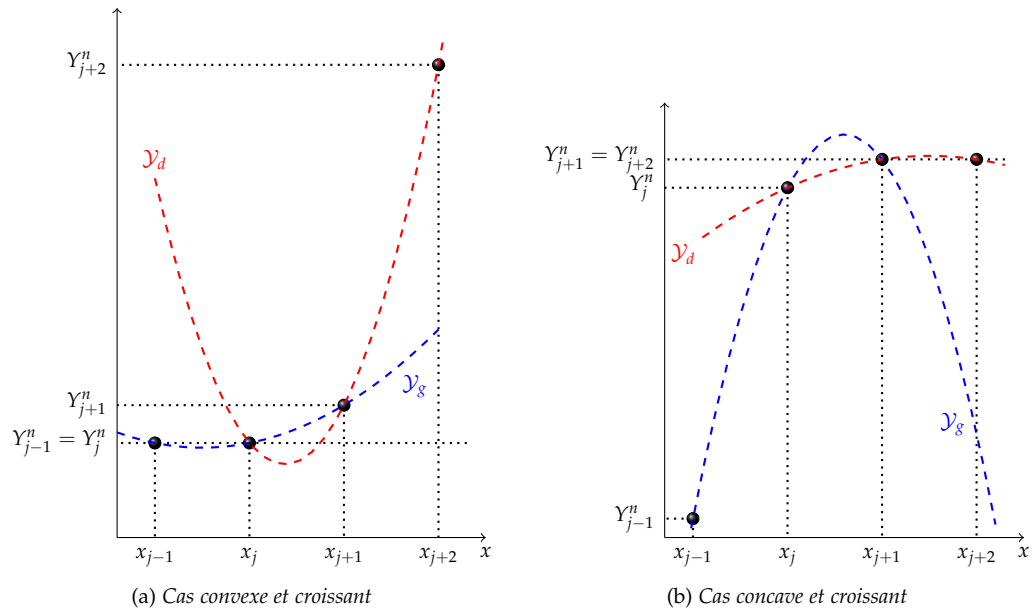 Y^n_{j+2}
𝒴_d
𝒴_g
Y^n_{j+1}
Y^n_{j−1} = Y^n_j
x_{j−1} x_j x_{j+1} x_{j+2} x
(a) Cas convexe et croissant
Y^n_{j+1} = Y^n_{j+2}
Y^n_j
𝒴_d
𝒴_g
Y^n_{j−1}
x_{j−1} x_j x_{j+1} x_{j+2} x
(b) Cas concave et croissant